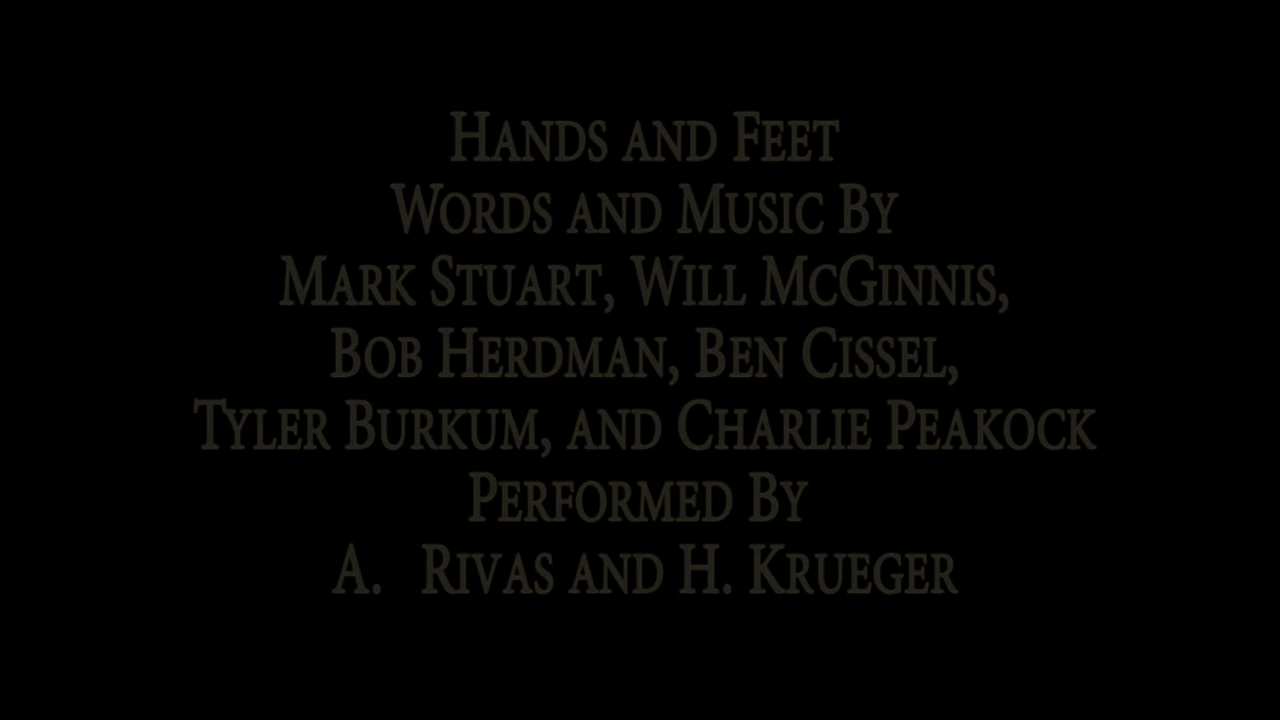 Hands and Feet
Words and Music By
Mark Stuart, Will McGinnis,
Bob Herdman, Ben Cissel,
Tyler Burkum, and Charlie Peakock
Performed By
A. Rivas and H. Krueger